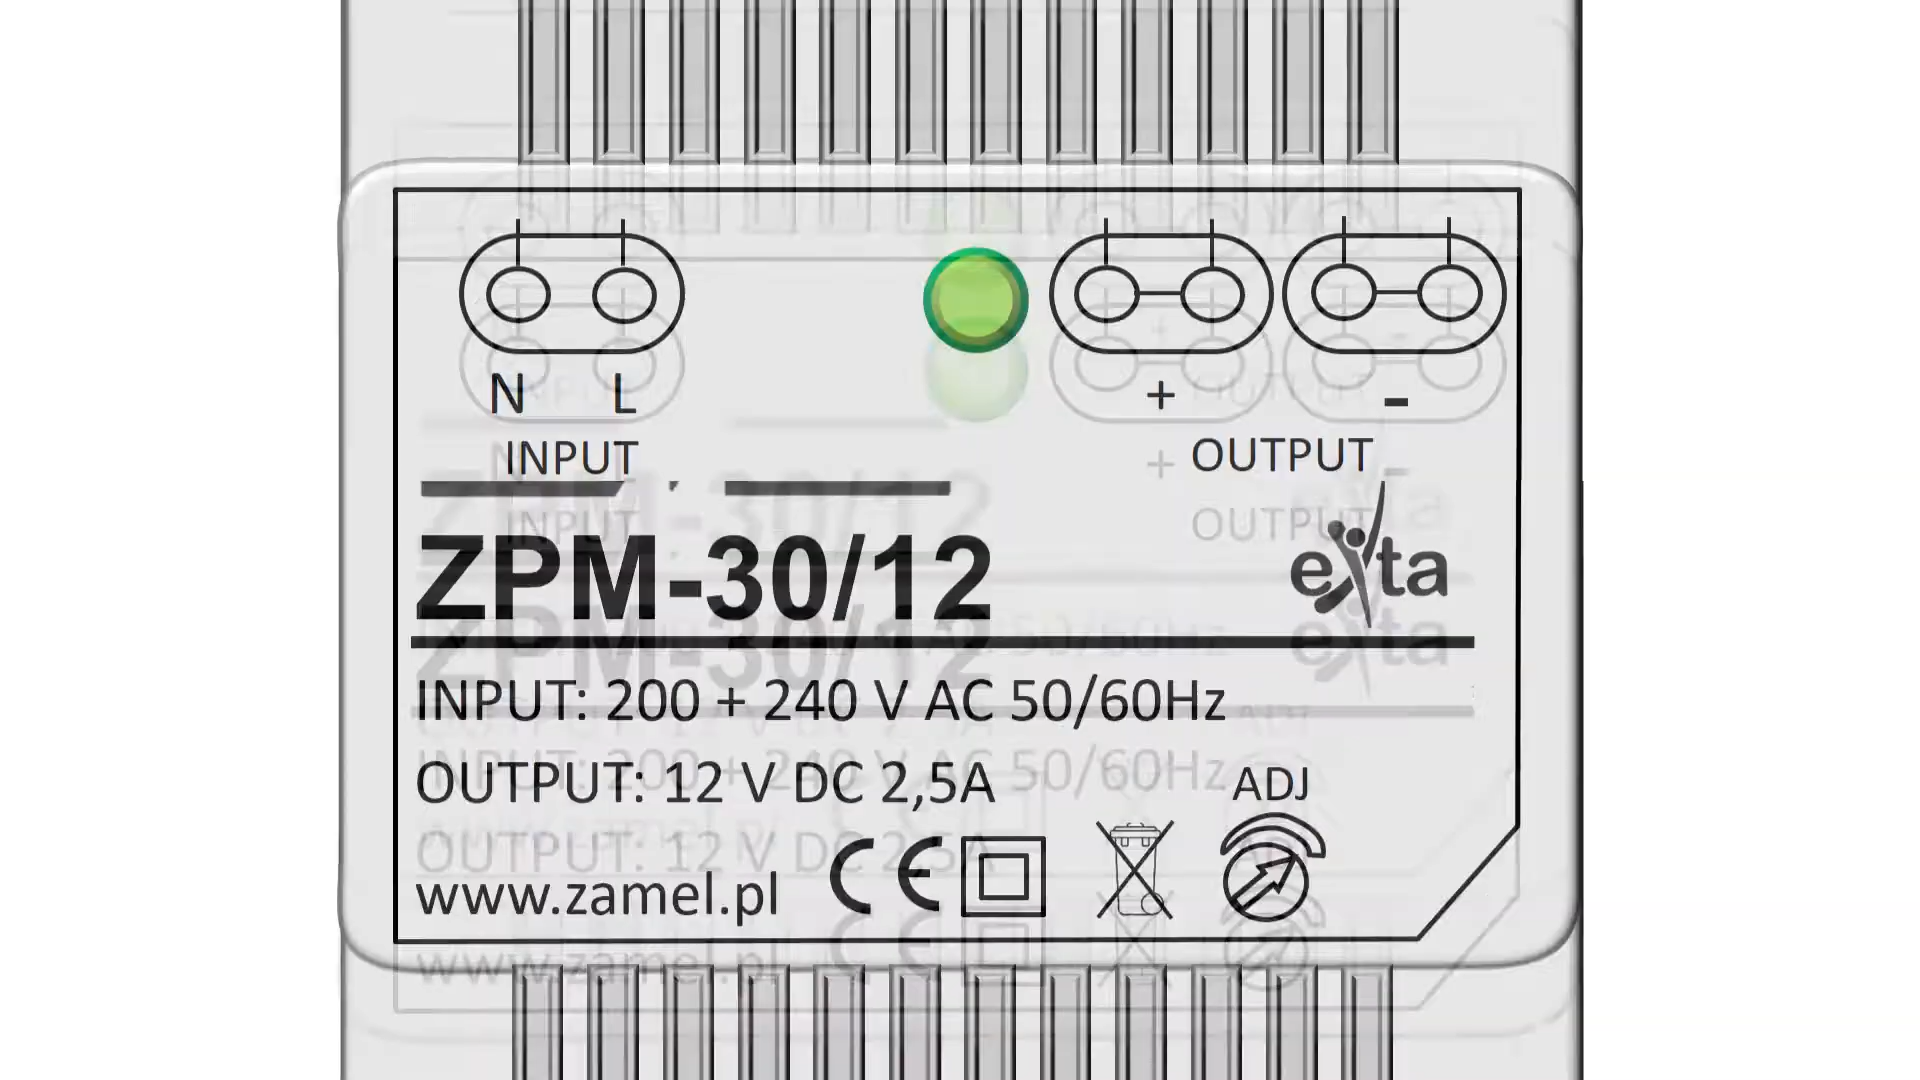 N L
+ -
INPUT OUTPUT
ZPM-30/12
exta
INPUT: 200 + 240 V AC 50/60Hz
OUTPUT: 12 V DC 2,5A
ADJ
www.zamel.pl CE